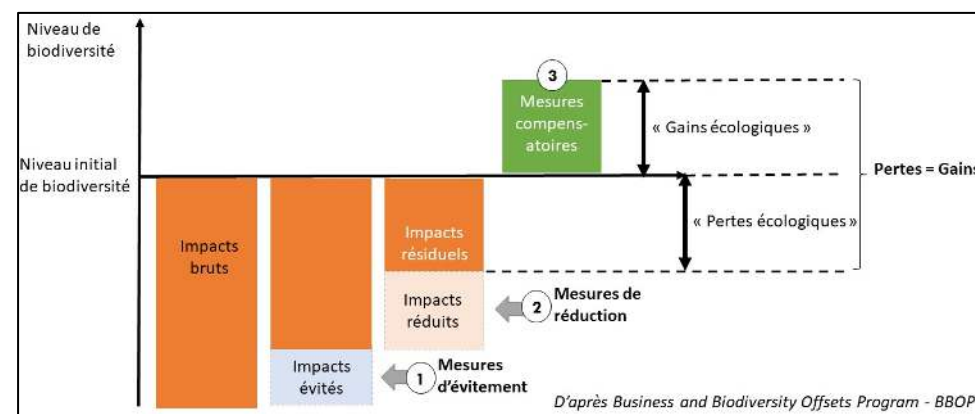 Niveau de
biodiversité
3
Mesures
compens-
atoires
« Gains écologiques »
Niveau initial
de biodiversité
Pertes = Gains
« Pertes écologiques »
Impacts
bruts
Impacts
résiduels
Impacts
réduits
2
Mesures de
réduction
Impacts
évités
1
Mesures
d'évitement
D'après Business and Biodiversity Offsets Program - BBOP